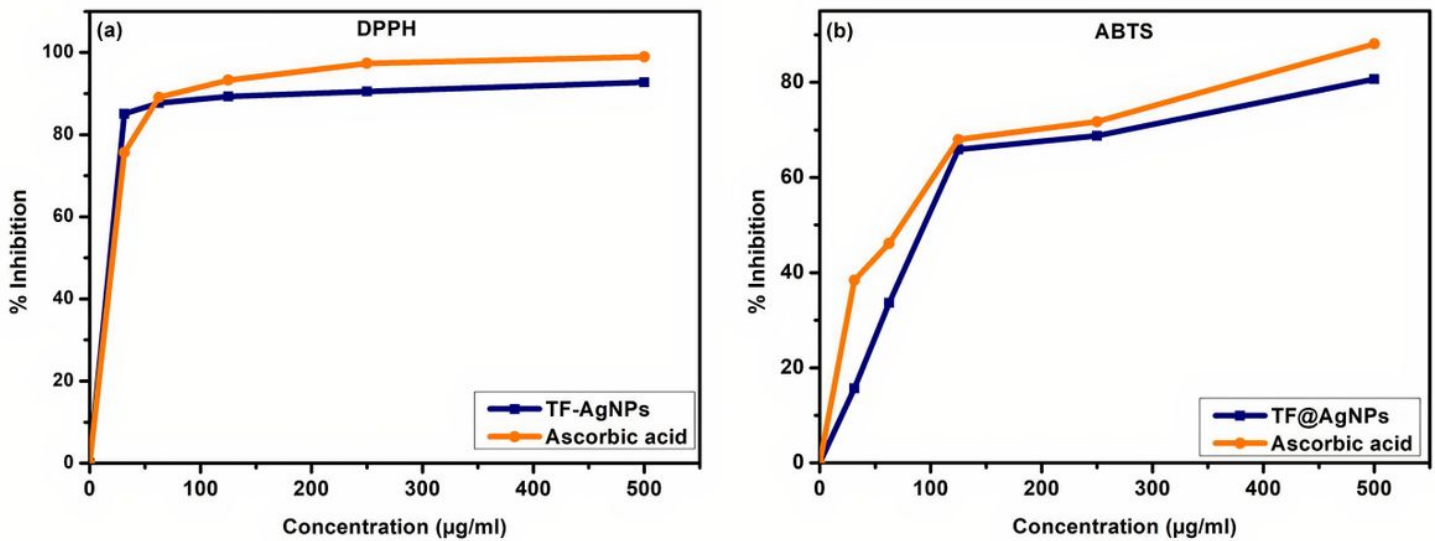 (a)
DPPH
100
80
60
40
20
0
% Inhibition
0 100 200 300 400 500
Concentration (µg/ml)
TF-AgNPs
Ascorbic acid
(b)
ABTS
80
60
40
20
0
% Inhibition
0 100 200 300 400 500
Concentration (µg/ml)
TF@AgNPs
Ascorbic acid